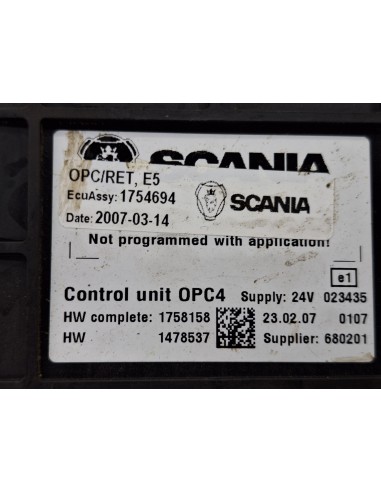 SCANIA
OPC/RET, E5
EcuAssy: 1754694
SCANIA
Date: 2007-03-14
Not programmed with application!
e1
Control unit OPC4 Supply: 24V 023435
HW complete: 1758158 23.02.07 0107
HW 1478537 Supplier: 680201